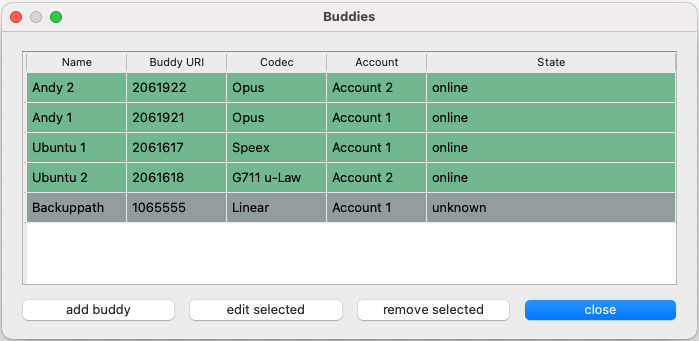 Buddies
Name Buddy URI Codec Account State
Andy 2 2061922 Opus Account 2 online
Andy 1 2061921 Opus Account 1 online
Ubuntu 1 2061617 Speex Account 1 online
Ubuntu 2 2061618 G711 u-Law Account 2 online
Backuppath 1065555 Linear Account 1 unknown
add buddy edit selected remove selected close